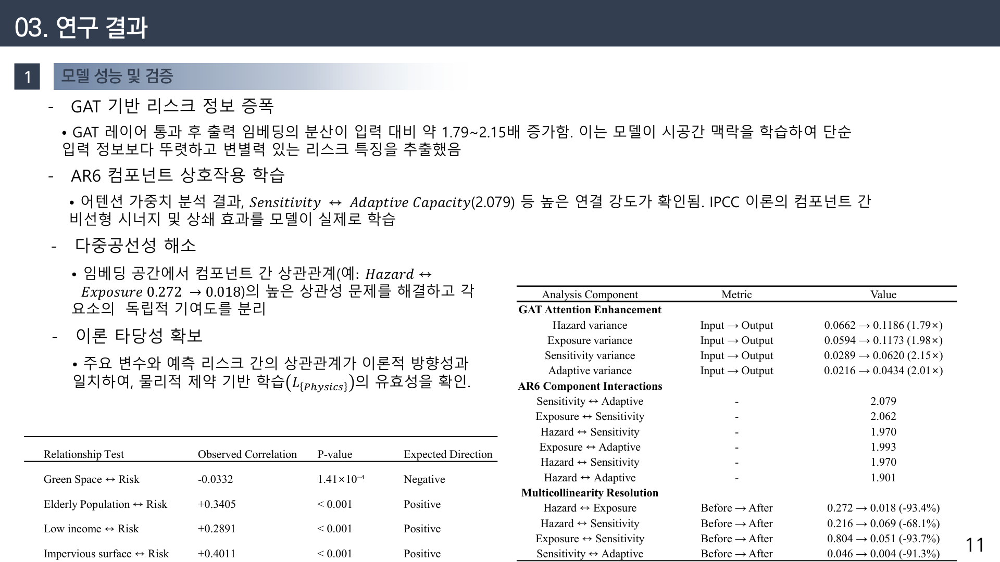 03. 연구 결과
1
모델 성능 및 검증
- GAT 기반 리스크 정보 증폭
• GAT 레이어 통과 후 출력 임베딩의 분산이 입력 대비 약 1.79~2.15배 증가함. 이는 모델이 시공간 맥락을 학습하여 단순
입력 정보보다 뚜렷하고 변별력 있는 리스크 특징을 추출했음
- AR6 컴포넌트 상호작용 학습
• 어텐션 가중치 분석 결과, Sensitivity ↔ Adaptive Capacity(2.079) 등 높은 연결 강도가 확인됨. IPCC 이론의 컴포넌트 간
비선형 시너지 및 상쇄 효과를 모델이 실제로 학습
- 다중공선성 해소
• 임베딩 공간에서 컴포넌트 간 상관관계(예: Hazard ↔
Exposure 0.272 → 0.018)의 높은 상관성 문제를 해결하고 각
요소의 독립적 기여도를 분리
- 이론 타당성 확보
• 주요 변수와 예측 리스크 간의 상관관계가 이론적 방향성과
일치하여, 물리적 제약 기반 학습(L_{Physics})의 유효성을 확인.
Relationship Test Observed Correlation P-value Expected Direction
Green Space ↔ Risk -0.0332 1.41×10⁻⁴ Negative
Elderly Population ↔ Risk +0.3405 < 0.001 Positive
Low income ↔ Risk +0.2891 < 0.001 Positive
Impervious surface ↔ Risk +0.4011 < 0.001 Positive
Analysis Component Metric Value
GAT Attention Enhancement
Hazard variance Input → Output 0.0662 → 0.1186 (1.79×)
Exposure variance Input → Output 0.0594 → 0.1173 (1.98×)
Sensitivity variance Input → Output 0.0289 → 0.0620 (2.15×)
Adaptive variance Input → Output 0.0216 → 0.0434 (2.01×)
AR6 Component Interactions
Sensitivity ↔ Adaptive - 2.079
Exposure ↔ Sensitivity - 2.062
Hazard ↔ Sensitivity - 1.970
Exposure ↔ Adaptive - 1.993
Hazard ↔ Sensitivity - 1.970
Hazard ↔ Adaptive - 1.901
Multicollinearity Resolution
Hazard ↔ Exposure Before → After 0.272 → 0.018 (-93.4%)
Hazard ↔ Sensitivity Before → After 0.216 → 0.069 (-68.1%)
Exposure ↔ Sensitivity Before → After 0.804 → 0.051 (-93.7%)
Sensitivity ↔ Adaptive Before → After 0.046 → 0.004 (-91.3%)
11